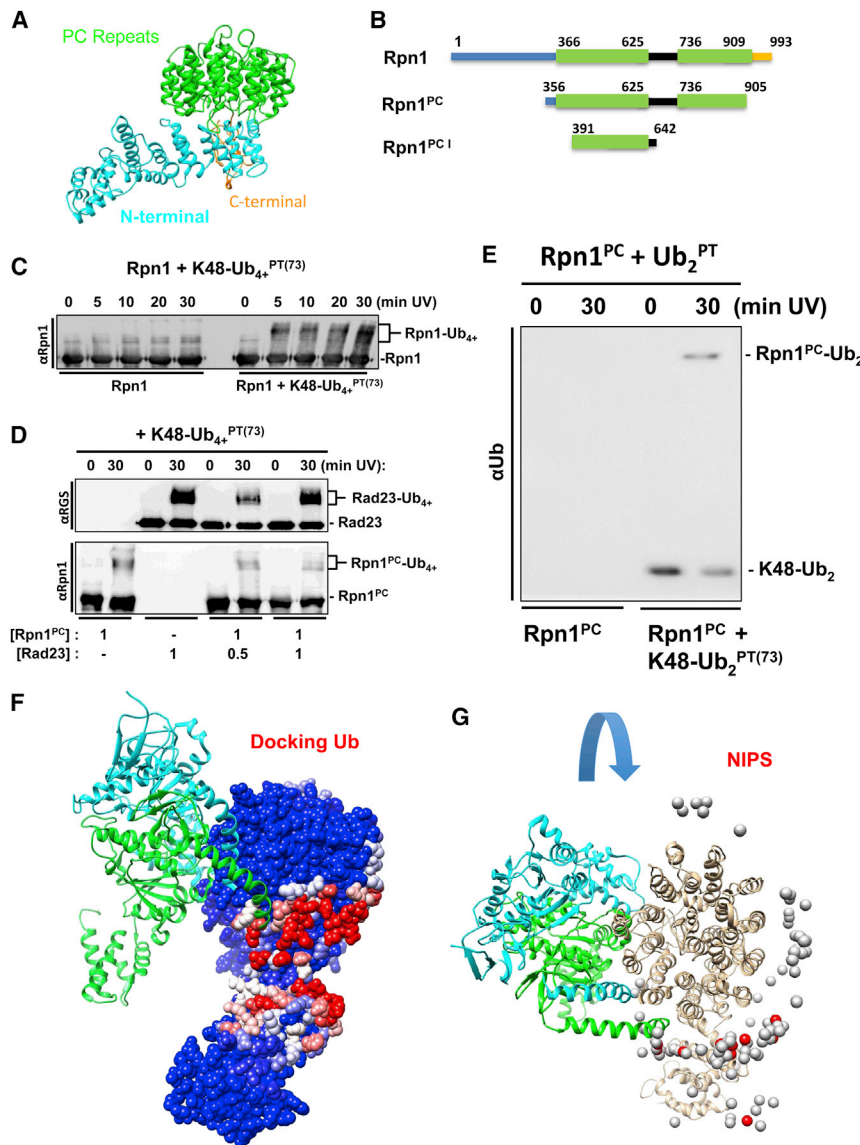 A
PC Repeats
N-terminal
C-terminal
B
1 366 625 736 909 993
Rpn1
356 625 736 905
Rpn1PC
391 642
Rpn1PC I
C
Rpn1 + K48-Ub4+PT(73)
0 5 10 20 30 0 5 10 20 30 (min UV)
αRpn1
Rpn1-Ub4+
-Rpn1
Rpn1 Rpn1 + K48-Ub4+PT(73)
D
+ K48-Ub4+PT(73)
0 30 0 30 0 30 0 30 (min UV):
αRGS
Rad23-Ub4+
- Rad23
αRpn1
Rpn1PC-Ub4+
- Rpn1PC
[Rpn1PC] : 1 - 1 1
[Rad23] : - 1 0.5 1
E
Rpn1PC + Ub2PT
0 30 0 30 (min UV)
αUb
- Rpn1PC-Ub2
- K48-Ub2
Rpn1PC Rpn1PC +
K48-Ub2PT(73)
F
Docking Ub
G
NIPS